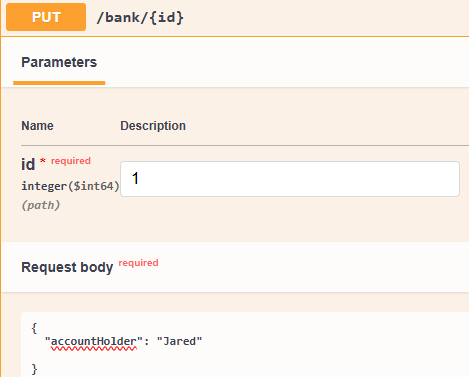 PUT /bank/{id}
Parameters
Name Description
id * required
integer($int64)
(path)
1
Request body required
{
"accountHolder": "Jared"
}